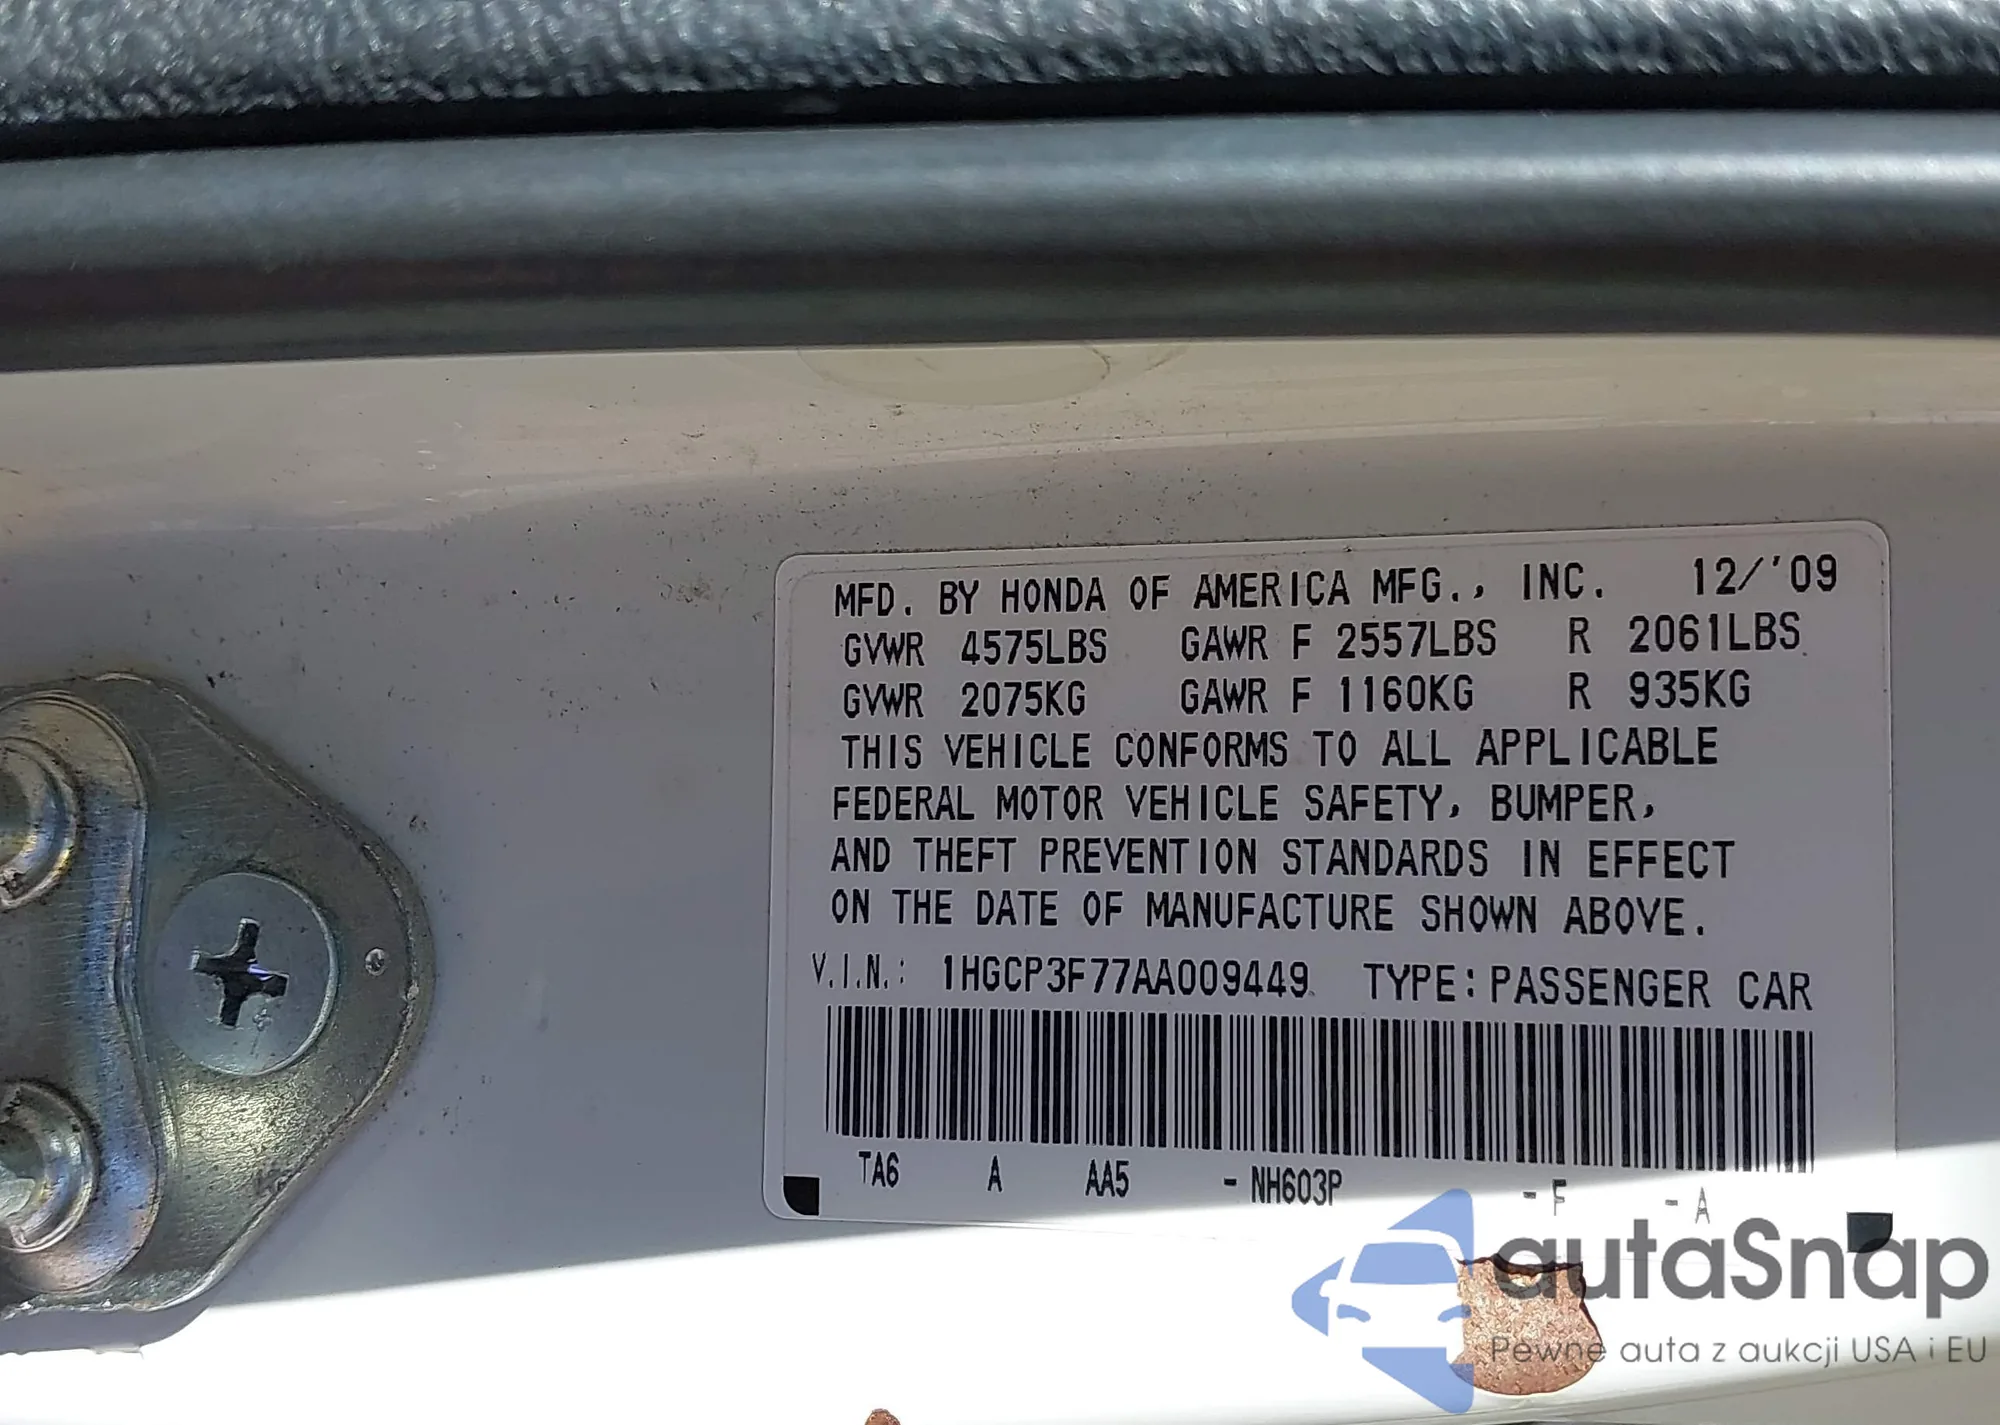 MFD. BY HONDA OF AMERICA MFG., INC. 12/'09
GVWR 4575LBS GAWR F 2557LBS R 2061LBS
GVWR 2075KG GAWR F 1160KG R 935KG
THIS VEHICLE CONFORMS TO ALL APPLICABLE
FEDERAL MOTOR VEHICLE SAFETY, BUMPER,
AND THEFT PREVENTION STANDARDS IN EFFECT
ON THE DATE OF MANUFACTURE SHOWN ABOVE.
V.I.N.: 1HGCP3F77AA009449 TYPE: PASSENGER CAR
TA6 A AA5 - NH603P - F - A
autaSnap
Pewne auta z aukcji USA i EU